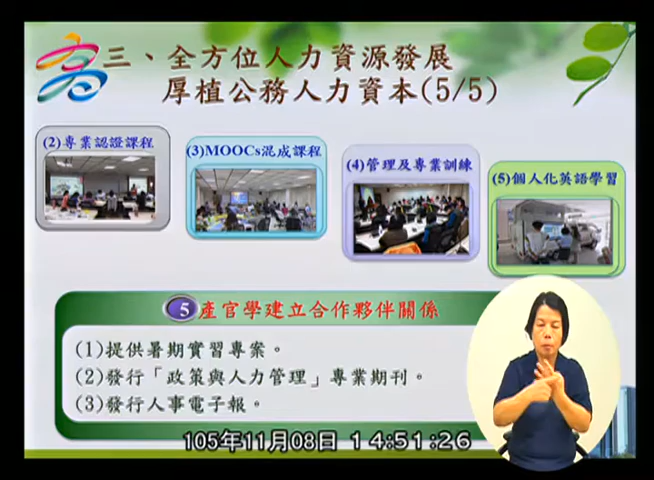 三、全方位人力資源發展
厚植公務人力資本(5/5)
(2)專業認證課程
(3)MOOCs混成課程
(4)管理及專業訓練
(5)個人化英語學習
5 產官學建立合作夥伴關係
(1)提供暑期實習專案。
(2)發行「政策與人力管理」專業期刊。
(3)發行人事電子報。
105年11月08日 14:51:26